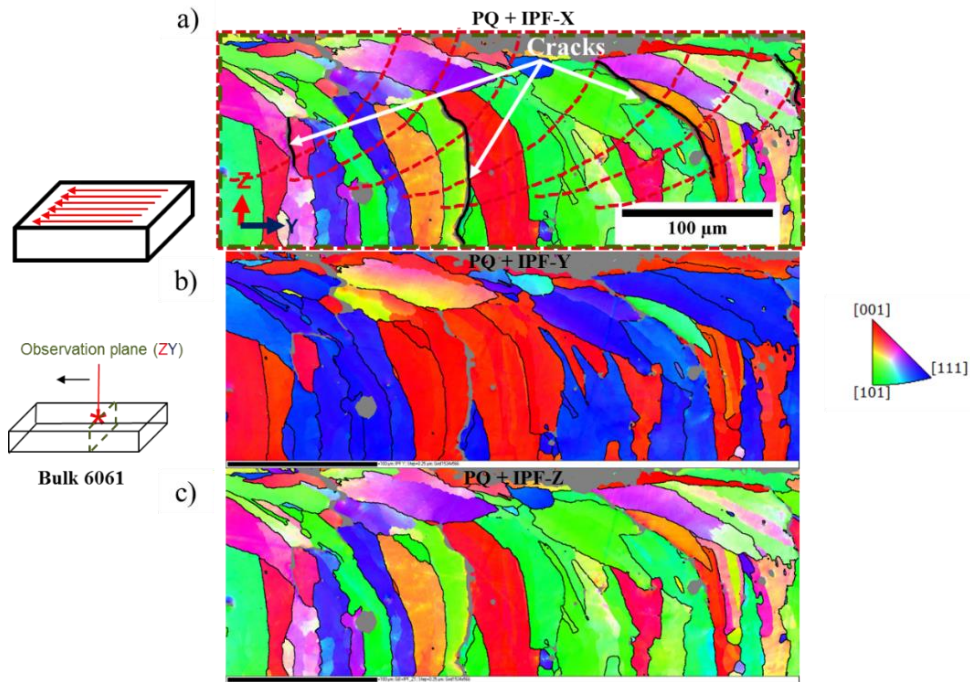 a)
PQ + IPF-X
Cracks
Z
Y
100 µm
b)
PQ + IPF-Y
[001]
[111]
[101]
Observation plane (ZY)
Bulk 6061
c)
PQ + IPF-Z